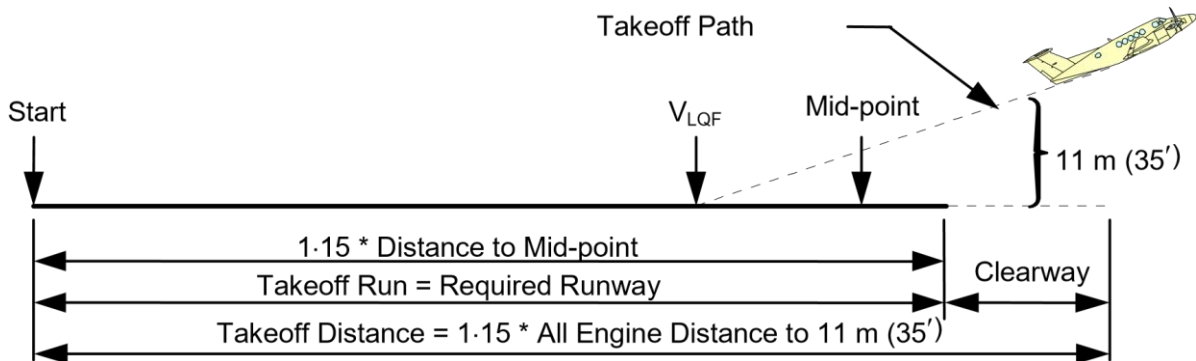 Takeoff Path
Start
V_LQF
Mid-point
11 m (35′)
1·15 * Distance to Mid-point
Takeoff Run = Required Runway
Clearway
Takeoff Distance = 1·15 * All Engine Distance to 11 m (35′)